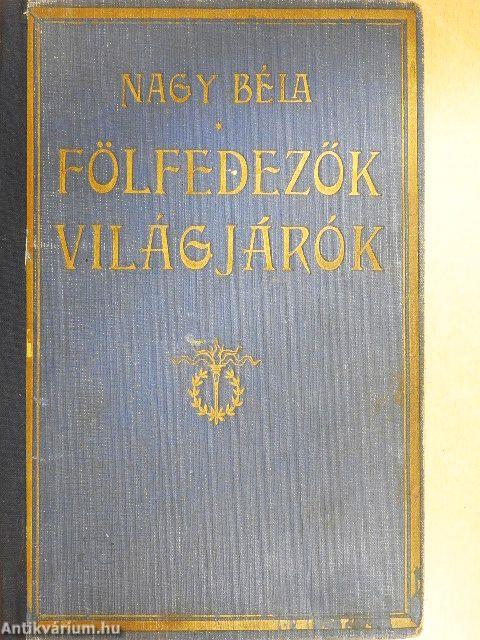 NAGY BÉLA
*
FÖLFEDEZŐK
VILÁGJÁRÓK
Antikvárium.hu